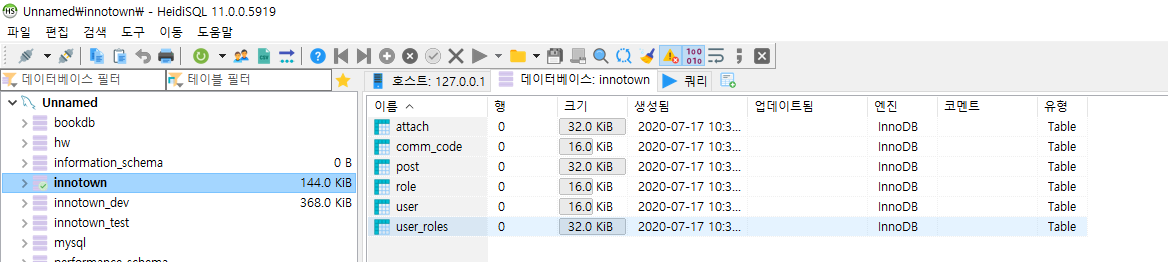 HS Unnamed\innotown\ - HeidiSQL 11.0.0.5919
파일 편집 검색 도구 이동 도움말
데이터베이스 필터 테이블 필터 호스트: 127.0.0.1 데이터베이스: innotown 쿼리
Unnamed
bookdb
hw
information_schema 0 B
innotown 144.0 KiB
innotown_dev 368.0 KiB
innotown_test
mysql
performance_schema
이름 행 크기 생성됨 업데이트됨 엔진 코멘트 유형
attach 0 32.0 KiB 2020-07-17 10:3... InnoDB Table
comm_code 0 16.0 KiB 2020-07-17 10:3... InnoDB Table
post 0 32.0 KiB 2020-07-17 10:3... InnoDB Table
role 0 16.0 KiB 2020-07-17 10:3... InnoDB Table
user 0 16.0 KiB 2020-07-17 10:3... InnoDB Table
user_roles 0 32.0 KiB 2020-07-17 10:3... InnoDB Table